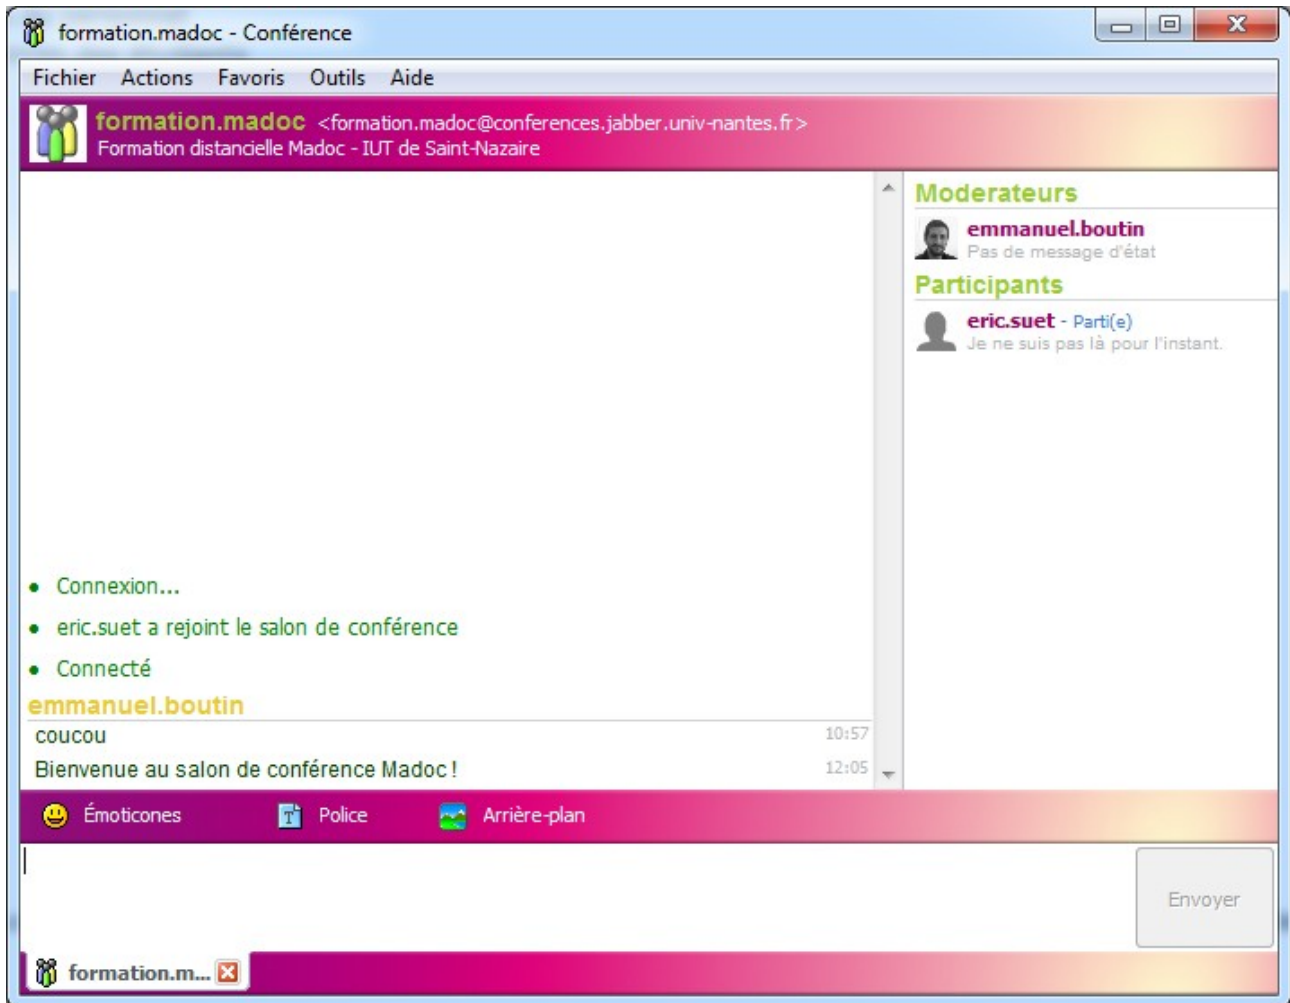 formation.madoc - Conférence
Fichier Actions Favoris Outils Aide
formation.madoc <formation.madoc@conferences.jabber.univ-nantes.fr>
Formation distancielle Madoc - IUT de Saint-Nazaire
Moderateurs
emmanuel.boutin
Pas de message d'état
Participants
eric.suet - Parti(e)
Je ne suis pas là pour l'instant.
• Connexion...
• eric.suet a rejoint le salon de conférence
• Connecté
emmanuel.boutin
coucou 10:57
Bienvenue au salon de conférence Madoc ! 12:05
Émoticones Police Arrière-plan
Envoyer
formation.m...